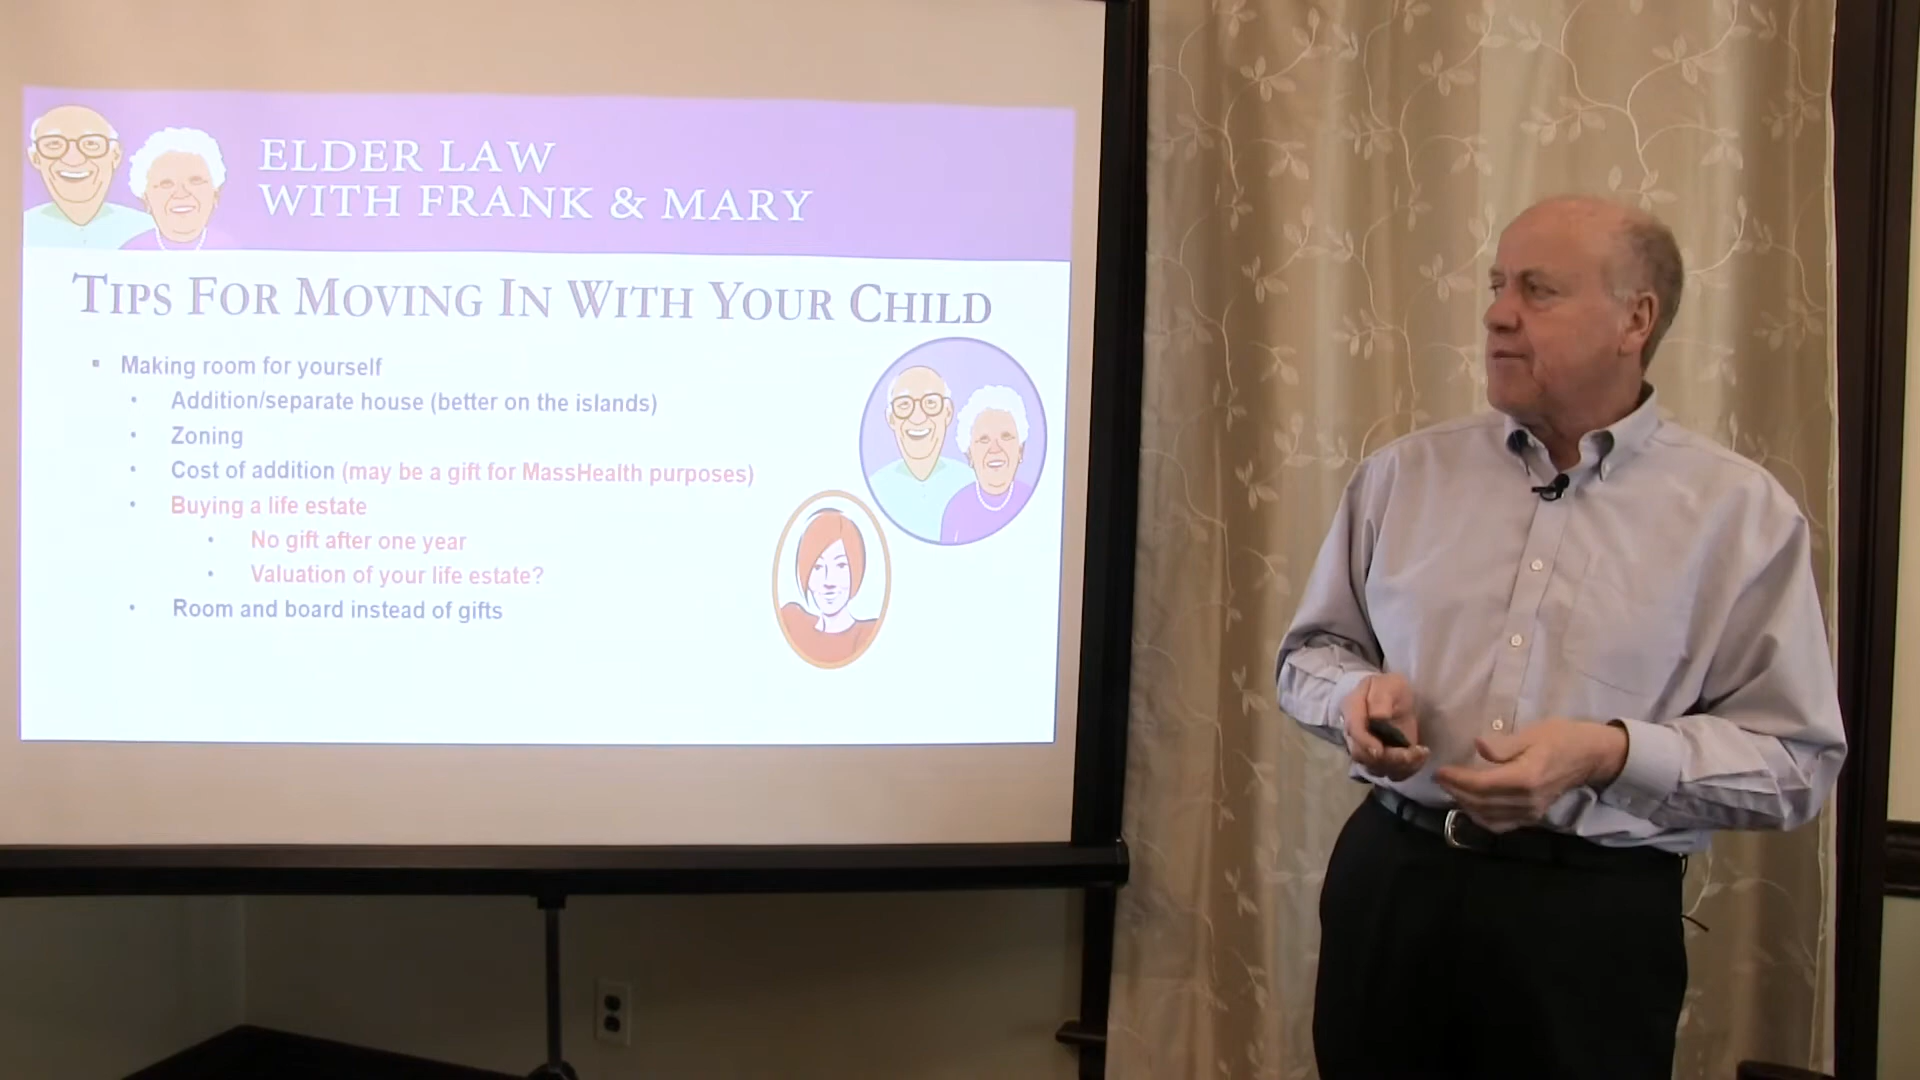 ELDER LAW
WITH FRANK & MARY
TIPS FOR MOVING IN WITH YOUR CHILD
▪ Making room for yourself
• Addition/separate house (better on the islands)
• Zoning
• Cost of addition (may be a gift for MassHealth purposes)
• Buying a life estate
• No gift after one year
• Valuation of your life estate?
• Room and board instead of gifts